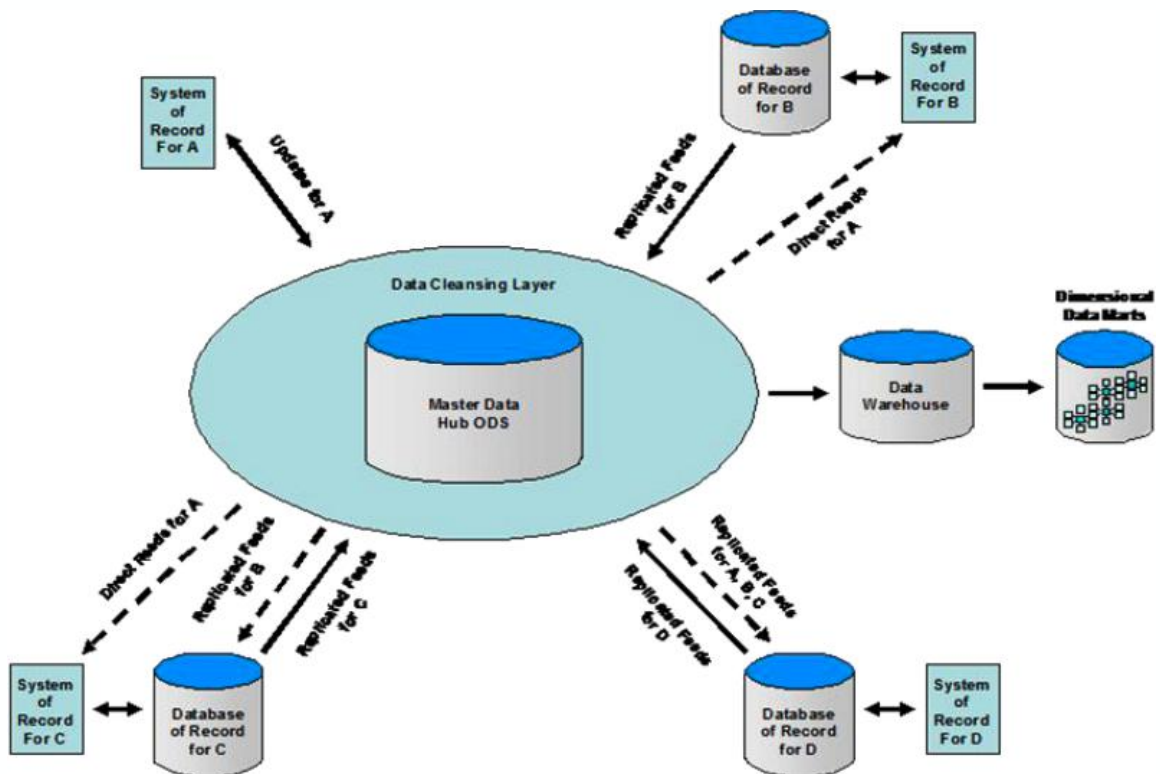 Database
of Record
for B
System
of
Record
For B
System
of
Record
For A
Updates for A
Replicated Feeds
for B
Direct Reads
for A
Data Cleansing Layer
Master Data
Hub ODS
Data
Warehouse
Dimensional
Data Marts
Direct Reads for A
Replicated Feeds
for B
Replicated Feeds
for C
Replicated Feeds
for A, B, C
Replicated Feeds
for D
System
of
Record
For C
Database
of Record
for C
Database
of Record
for D
System
of
Record
For D